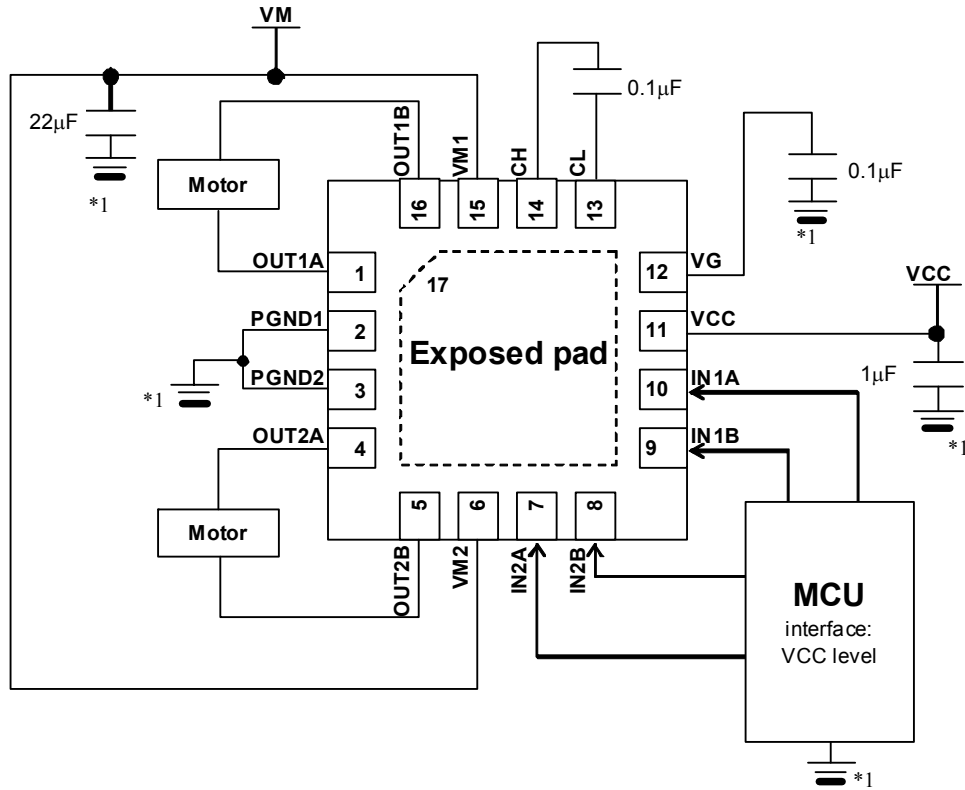 VM
22μF
*1
Motor
OUT1B
VM1
CH
CL
0.1μF
0.1μF
*1
16
15
14
13
OUT1A
1
17
12
VG
VCC
PGND1
2
11
VCC
Exposed pad
*1
PGND2
3
10
IN1A
1μF
*1
OUT2A
4
9
IN1B
Motor
5
6
7
8
OUT2B
VM2
IN2A
IN2B
MCU
interface:
VCC level
*1